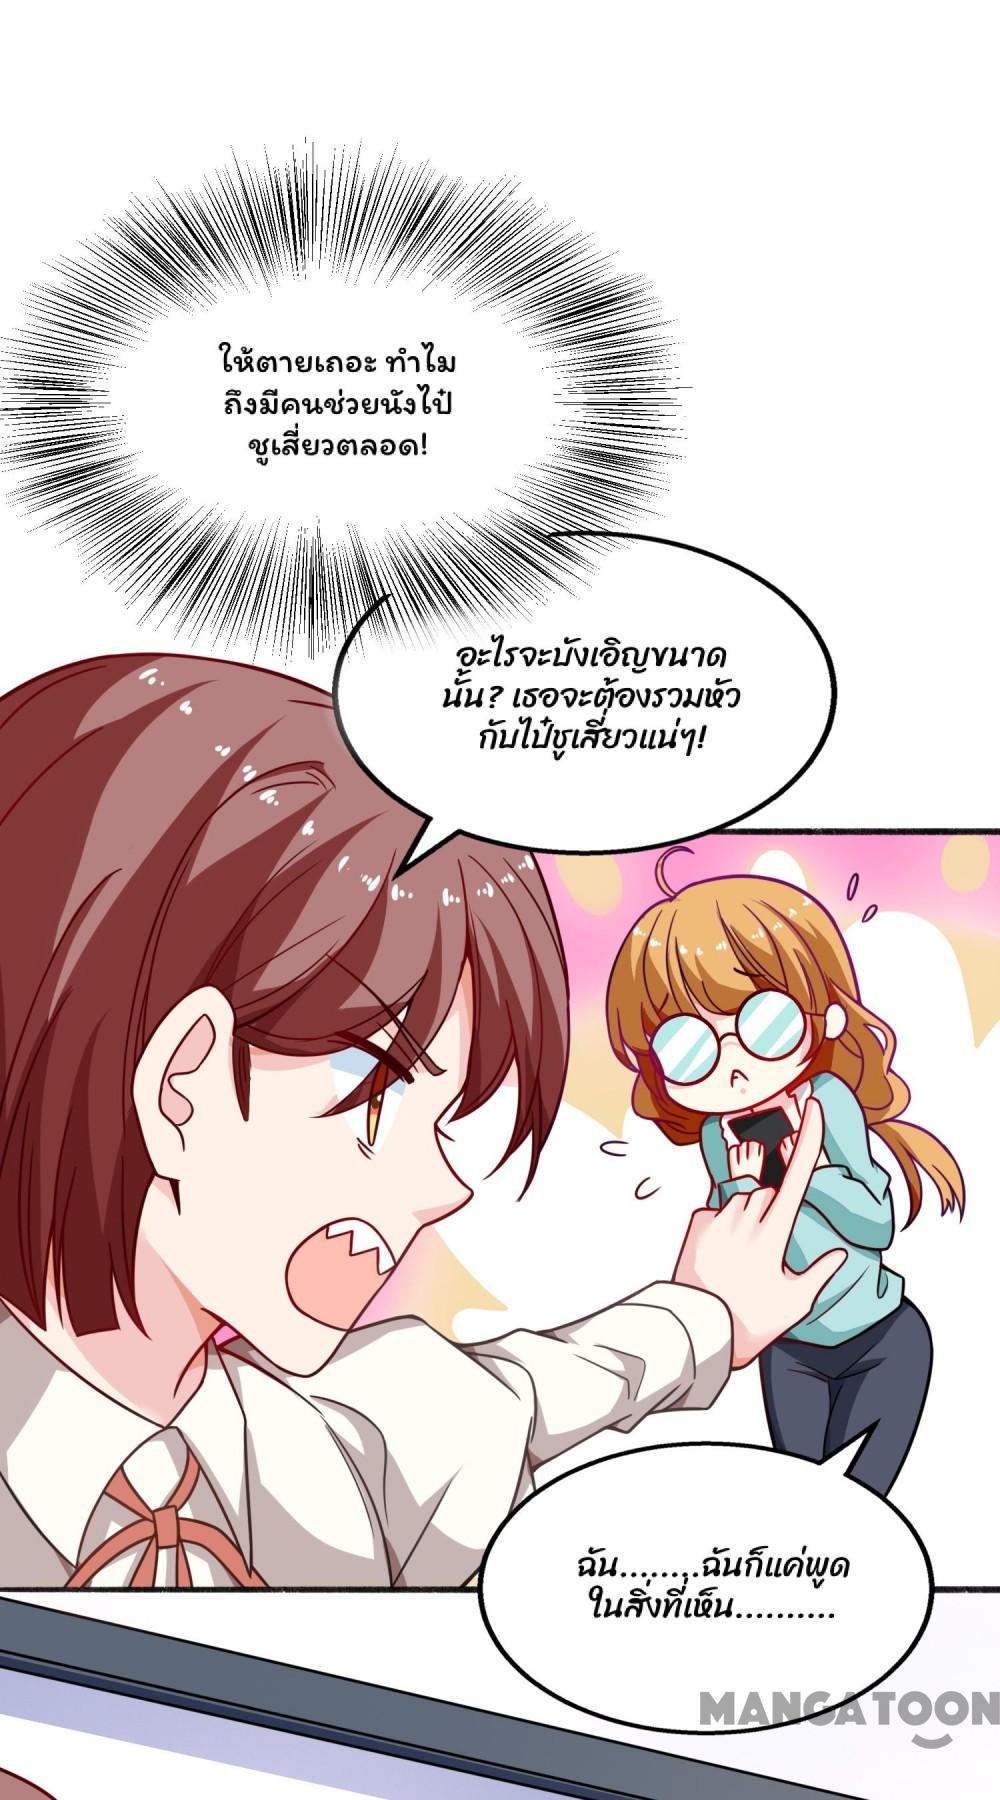 ให้ตายเถอะ ทำไม
ถึงมีคนช่วยนังไป๋
ชูเสี่ยวตลอด!
อะไรจะบังเอิญขนาด
นั้น? เธอจะต้องรวมหัว
กับไป๋ชูเสี่ยวแน่ๆ!
ฉัน........ฉันก็แค่พูด
ในสิ่งที่เห็น..........
MANGATOON